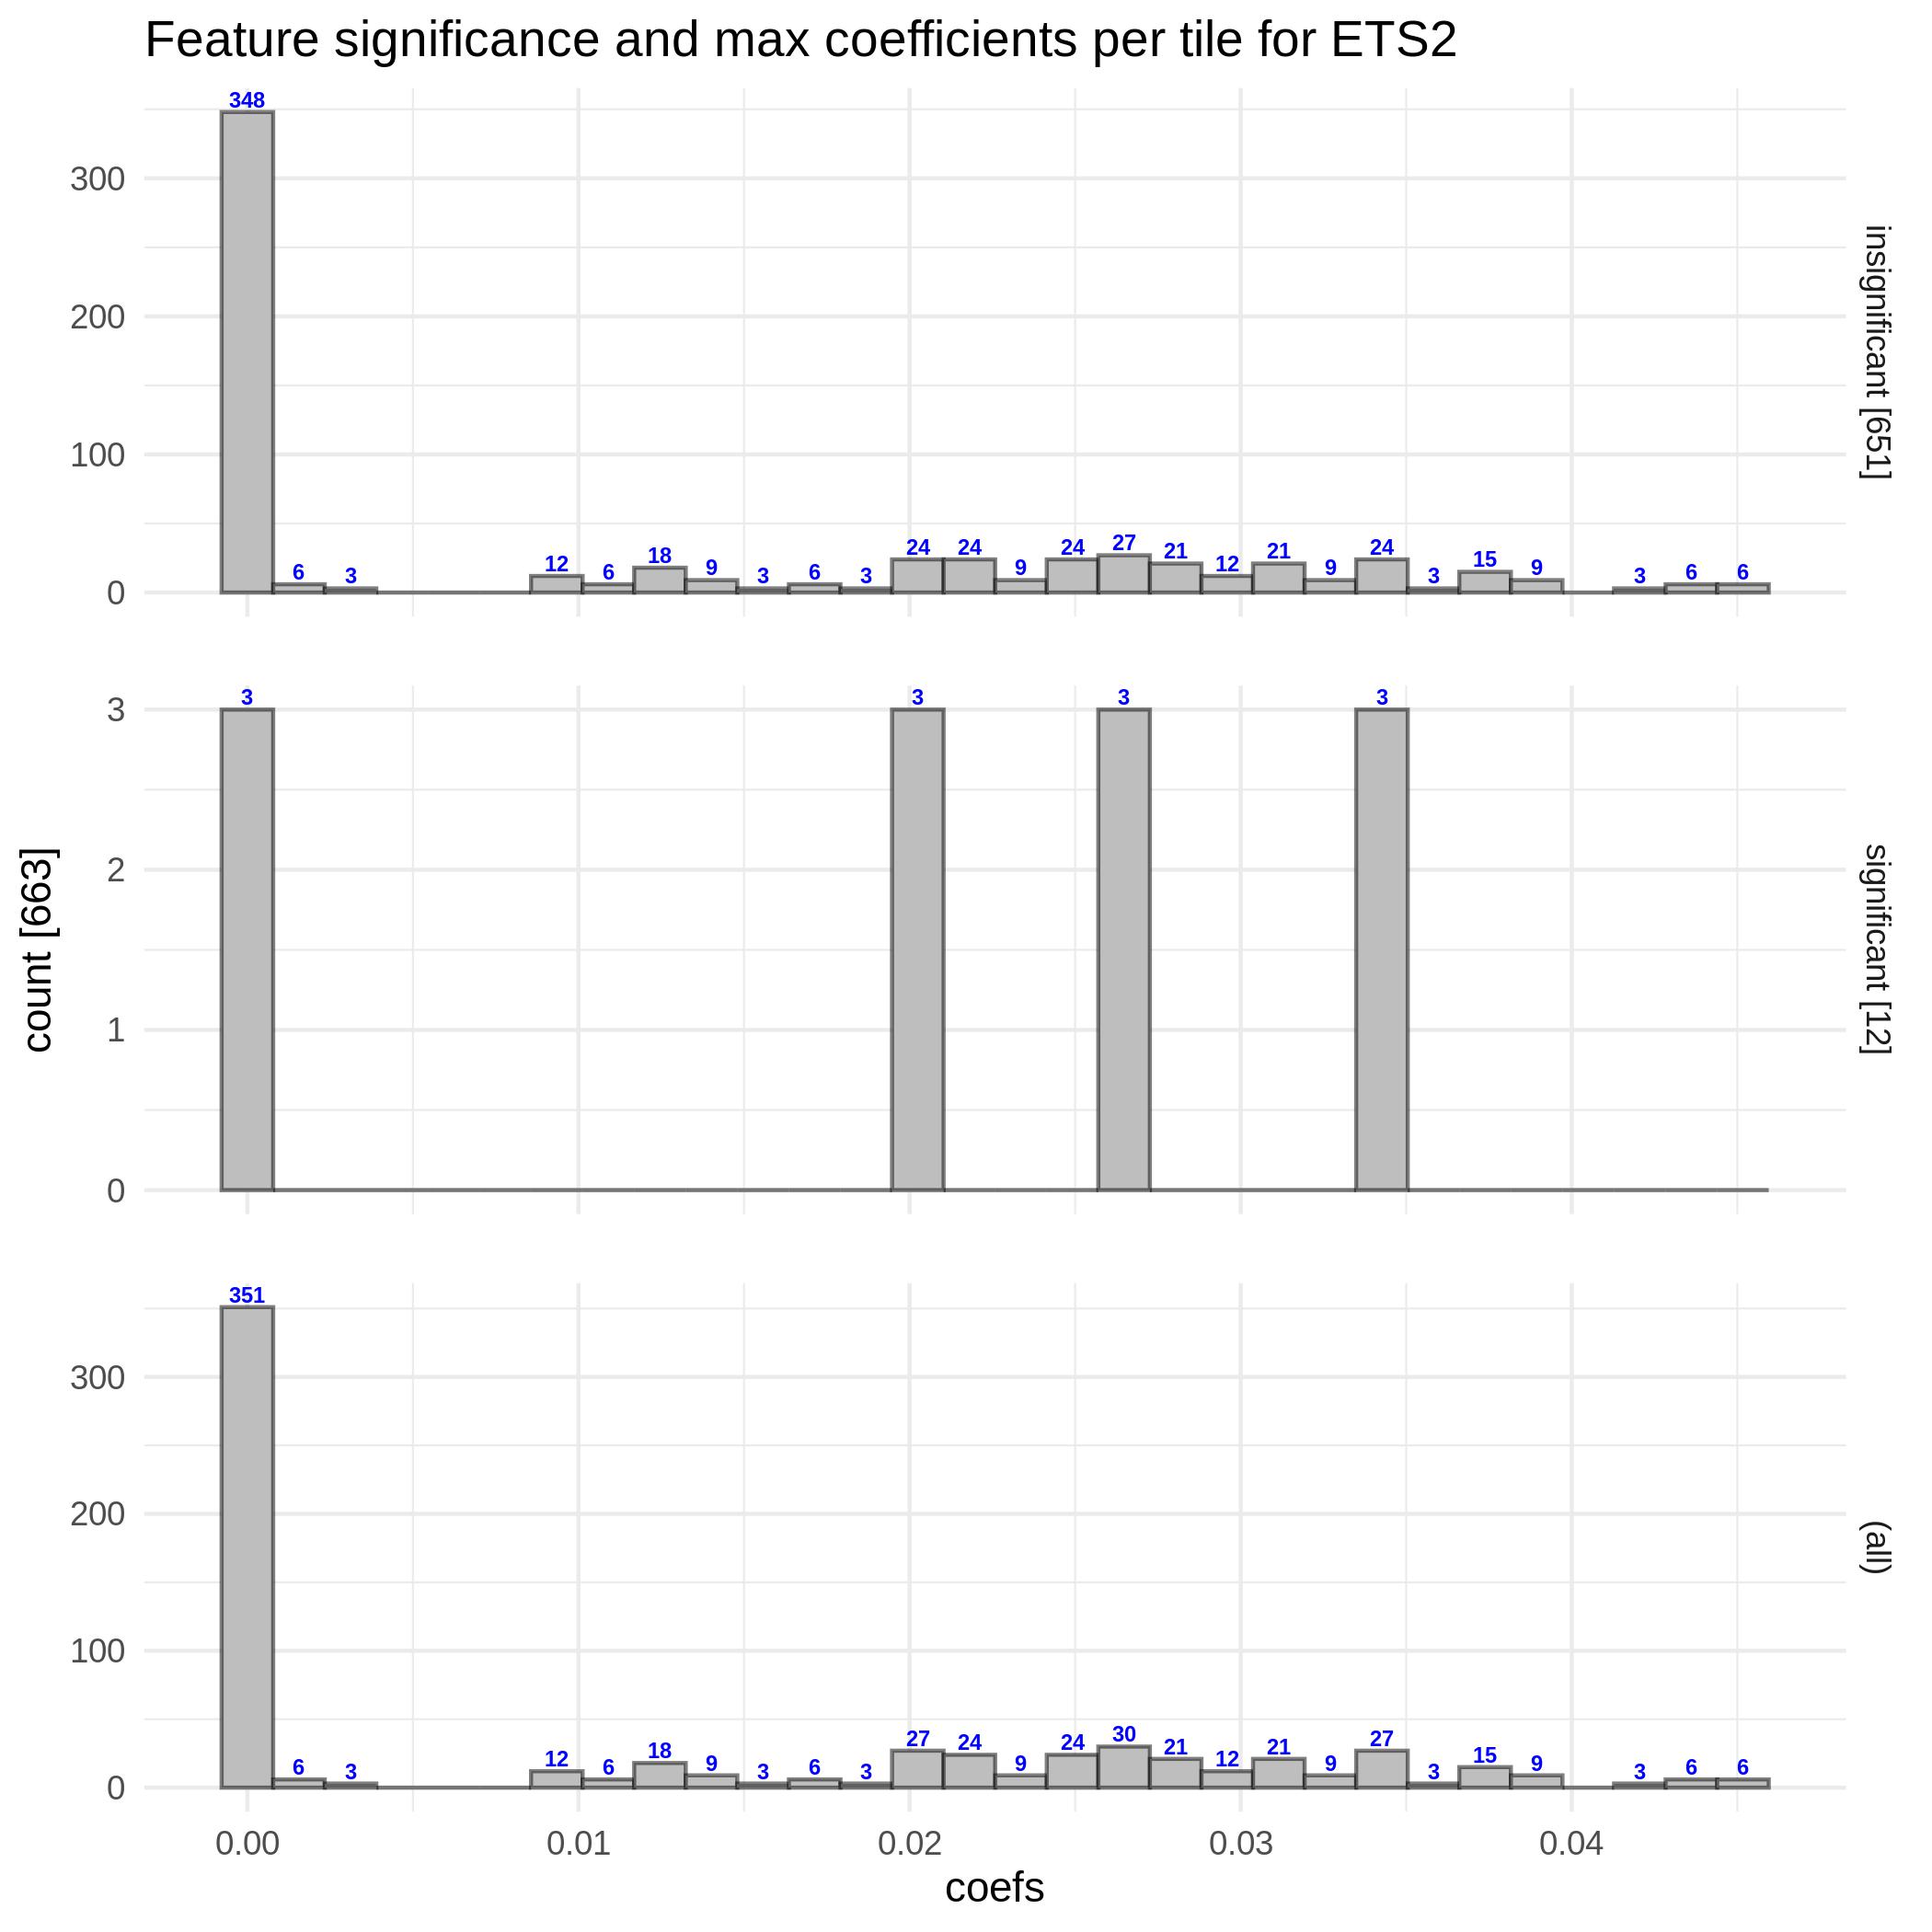 Feature significance and max coefficients per tile for ETS2
348
300
200
100
0
6 3 12 6 18 9 3 6 3 24 24 9 24 27 21 12 21 9 24 3 15 9 3 6 6
insignificant [651]
3 3 3 3
3
2
1
0
significant [12]
count [663]
351
300
200
100
0
6 3 12 6 18 9 3 6 3 27 24 9 24 30 21 12 21 9 27 3 15 9 3 6 6
(all)
0.00 0.01 0.02 0.03 0.04
coefs